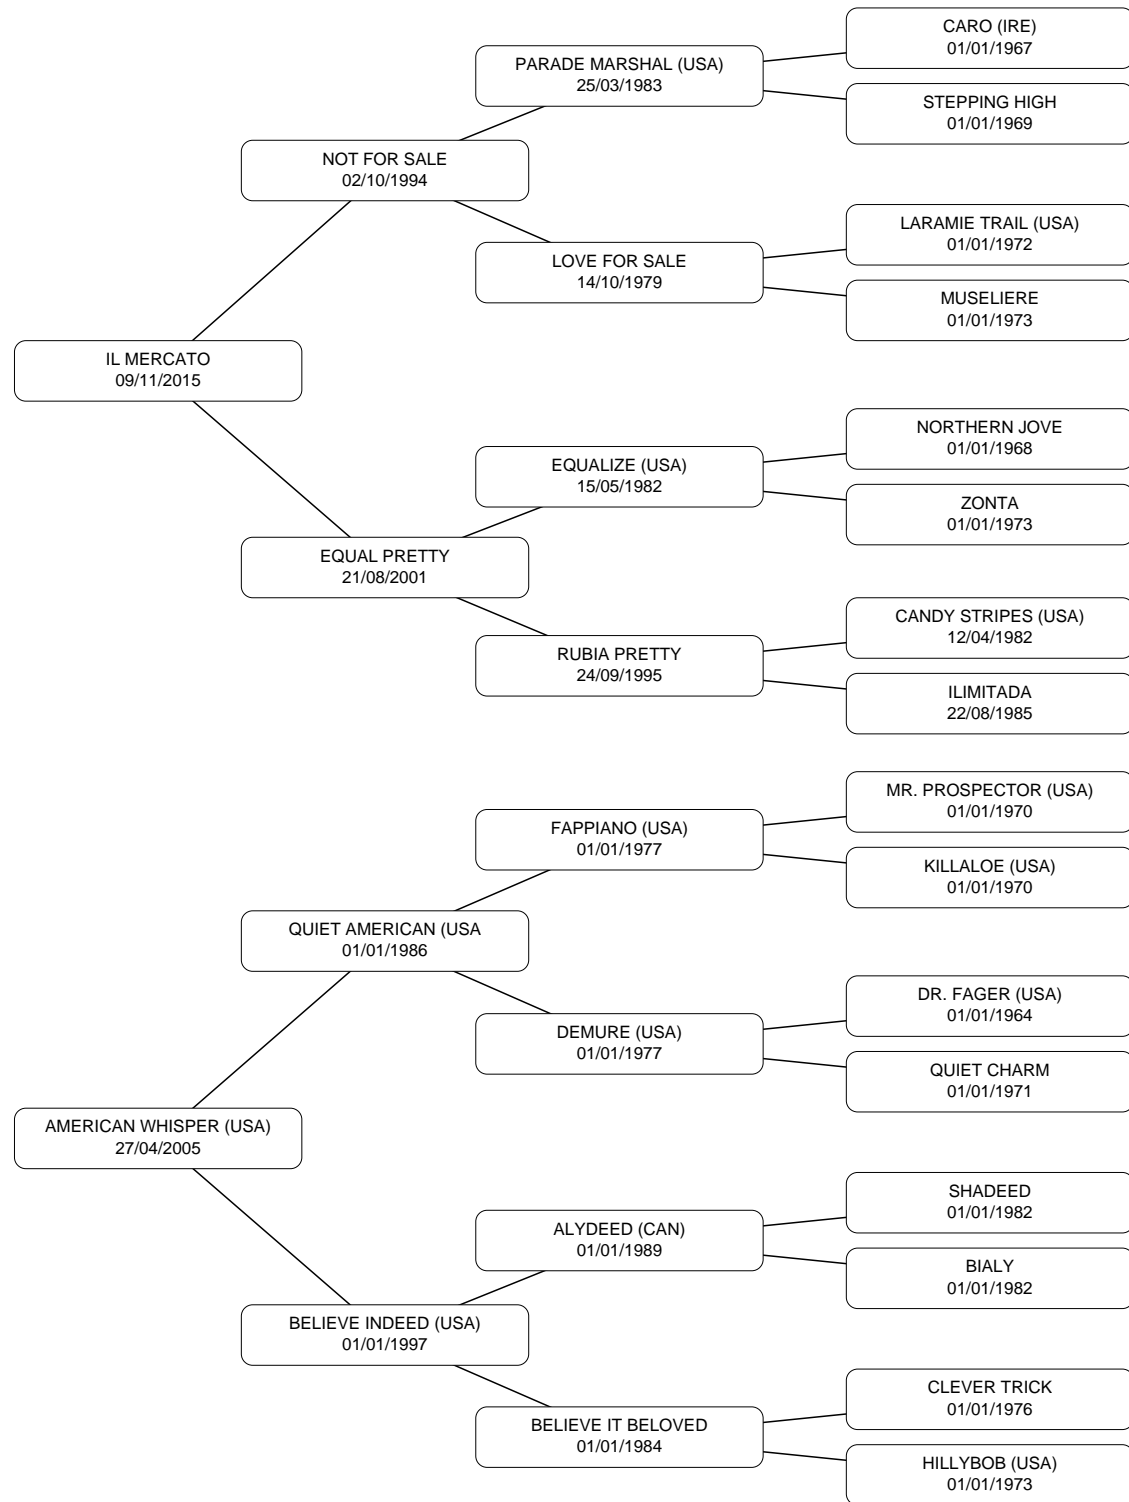 CARO (IRE)
01/01/1967
PARADE MARSHAL (USA)
25/03/1983
STEPPING HIGH
01/01/1969
NOT FOR SALE
02/10/1994
LARAMIE TRAIL (USA)
01/01/1972
LOVE FOR SALE
14/10/1979
MUSELIERE
01/01/1973
IL MERCATO
09/11/2015
NORTHERN JOVE
01/01/1968
EQUALIZE (USA)
15/05/1982
ZONTA
01/01/1973
EQUAL PRETTY
21/08/2001
CANDY STRIPES (USA)
12/04/1982
RUBIA PRETTY
24/09/1995
ILIMITADA
22/08/1985
MR. PROSPECTOR (USA)
01/01/1970
FAPPIANO (USA)
01/01/1977
KILLALOE (USA)
01/01/1970
QUIET AMERICAN (USA
01/01/1986
DR. FAGER (USA)
01/01/1964
DEMURE (USA)
01/01/1977
QUIET CHARM
01/01/1971
AMERICAN WHISPER (USA)
27/04/2005
SHADEED
01/01/1982
ALYDEED (CAN)
01/01/1989
BIALY
01/01/1982
BELIEVE INDEED (USA)
01/01/1997
CLEVER TRICK
01/01/1976
BELIEVE IT BELOVED
01/01/1984
HILLYBOB (USA)
01/01/1973